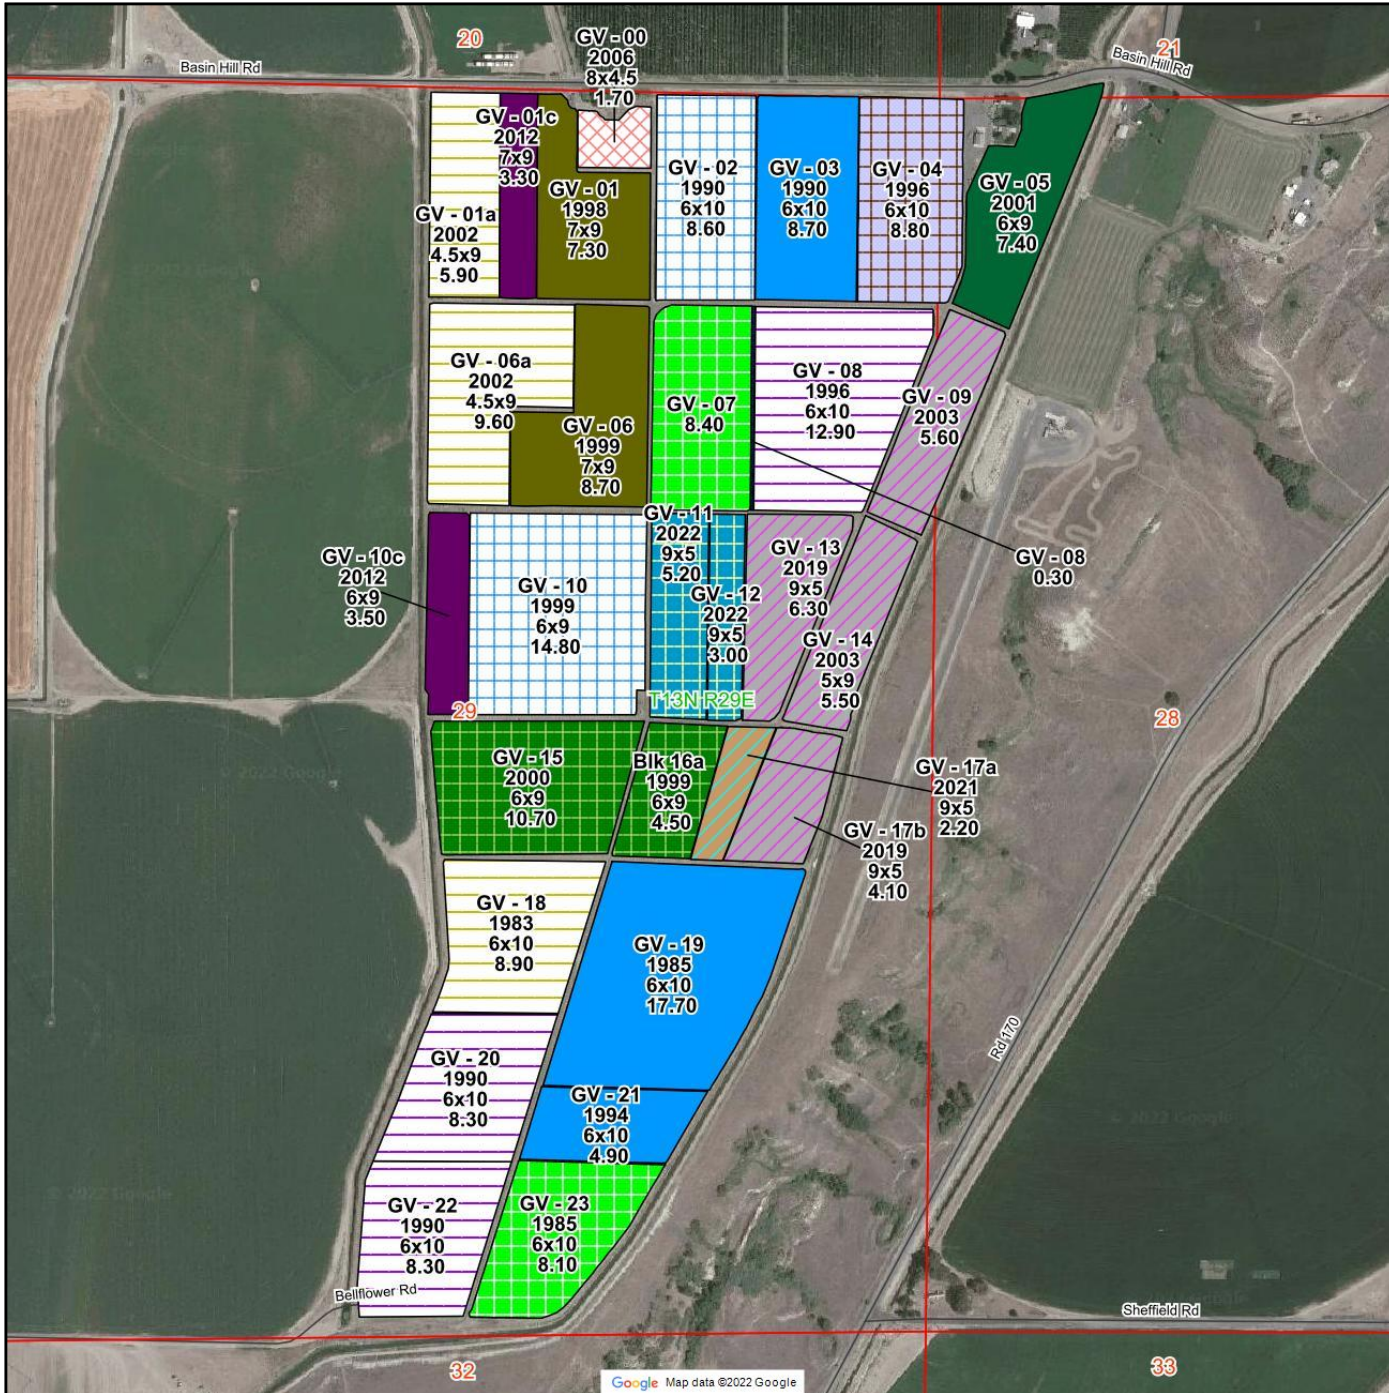 20
21
Basin Hill Rd
Basin Hill Rd
GV - 00
2006
8x4.5
1.70
GV - 01c
2012
7x9
3.30
GV - 01
1998
7x9
7.30
GV - 01a
2002
4.5x9
5.90
GV - 02
1990
6x10
8.60
GV - 03
1990
6x10
8.70
GV - 04
1996
6x10
8.80
GV - 05
2001
6x9
7.40
GV - 06a
2002
4.5x9
9.60
GV - 06
1999
7x9
8.70
GV - 07
8.40
GV - 08
1996
6x10
12.90
GV - 09
2003
5.60
GV - 08
0.30
GV - 10c
2012
6x9
3.50
GV - 10
1999
6x9
14.80
GV - 11
2022
9x5
5.20
GV - 12
2022
9x5
3.00
GV - 13
2019
9x5
6.30
GV - 14
2003
5x9
5.50
T13N R29E
29
28
GV - 15
2000
6x9
10.70
Blk 16a
1999
6x9
4.50
GV - 17a
2021
9x5
2.20
GV - 17b
2019
9x5
4.10
GV - 18
1983
6x10
8.90
GV - 19
1985
6x10
17.70
GV - 20
1990
6x10
8.30
GV - 21
1994
6x10
4.90
GV - 22
1990
6x10
8.30
GV - 23
1985
6x10
8.10
Rd 170
Bellflower Rd
Sheffield Rd
32
33
© 2022 Google
© 2022 Google
© 2022 Google
© 2022 Google
Google Map data ©2022 Google